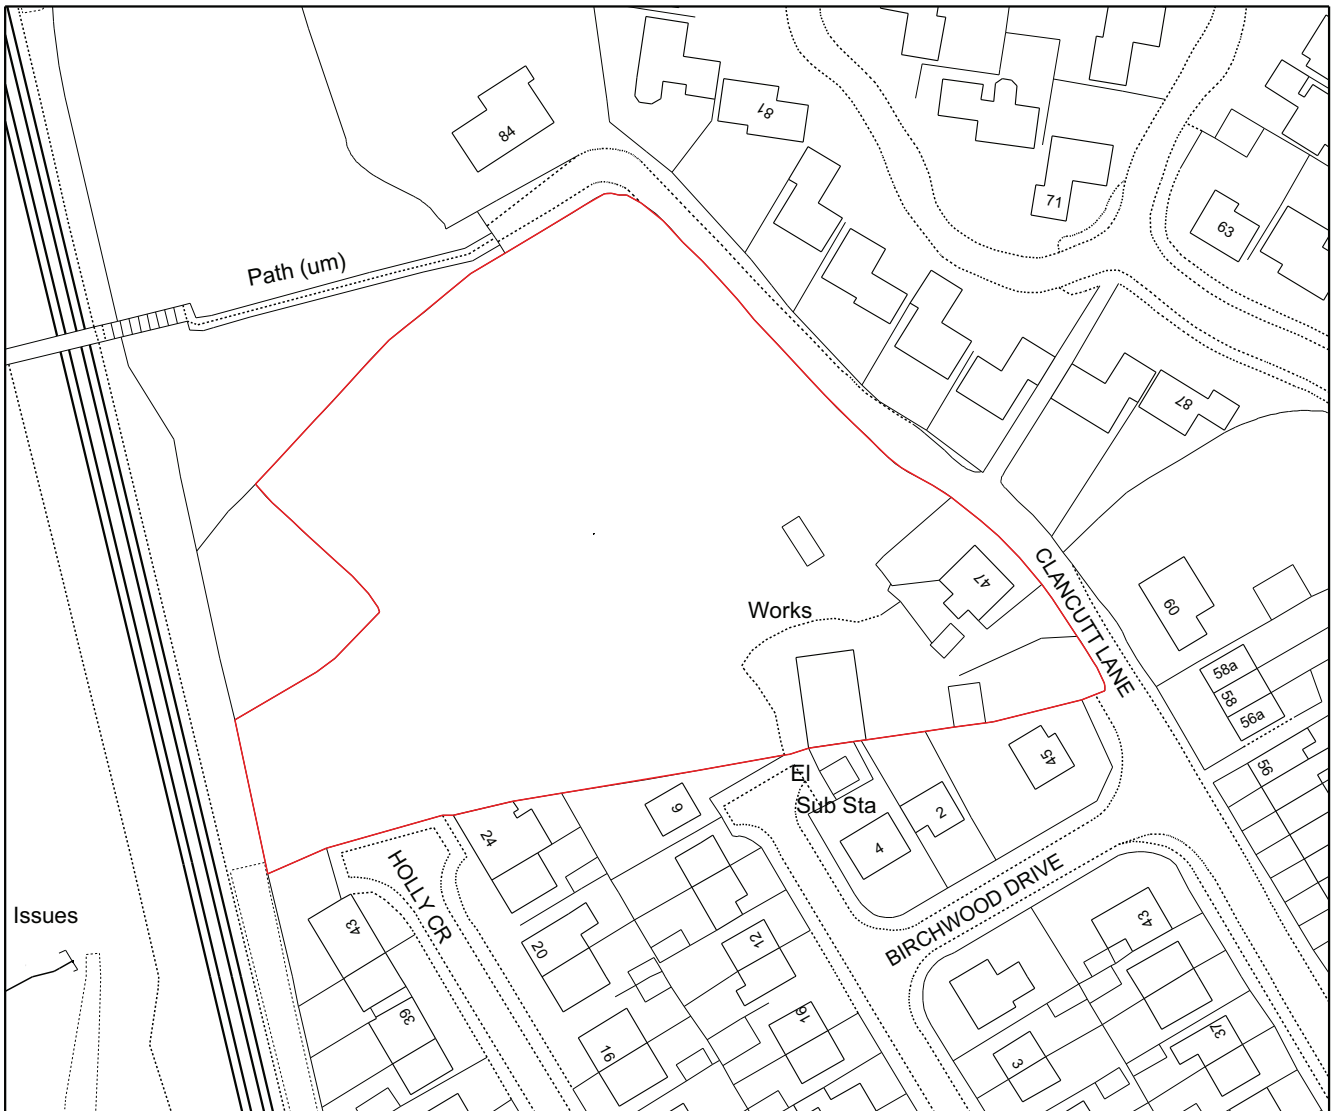 84
81
71
63
Path (um)
87
47
CLANCUTT LANE
60
Works
58a
58
56a
56
45
El
Sub Sta
2
4
9
24
HOLLY CR
BIRCHWOOD DRIVE
43
43
Issues
20
12
39
16
16
37
3